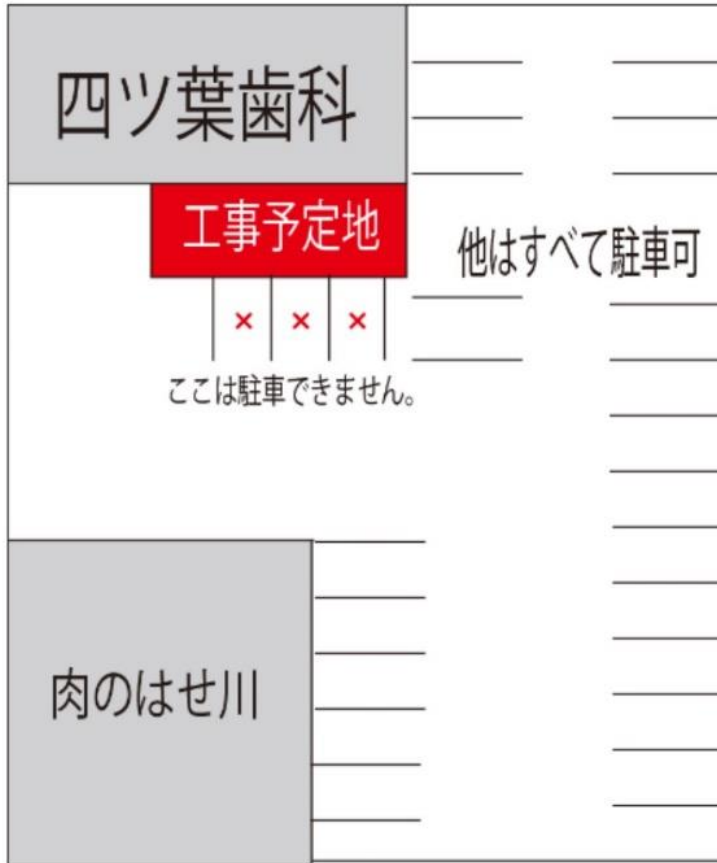 四ツ葉歯科
工事予定地
他はすべて駐車可
× × ×
ここは駐車できません。
肉のはせ川